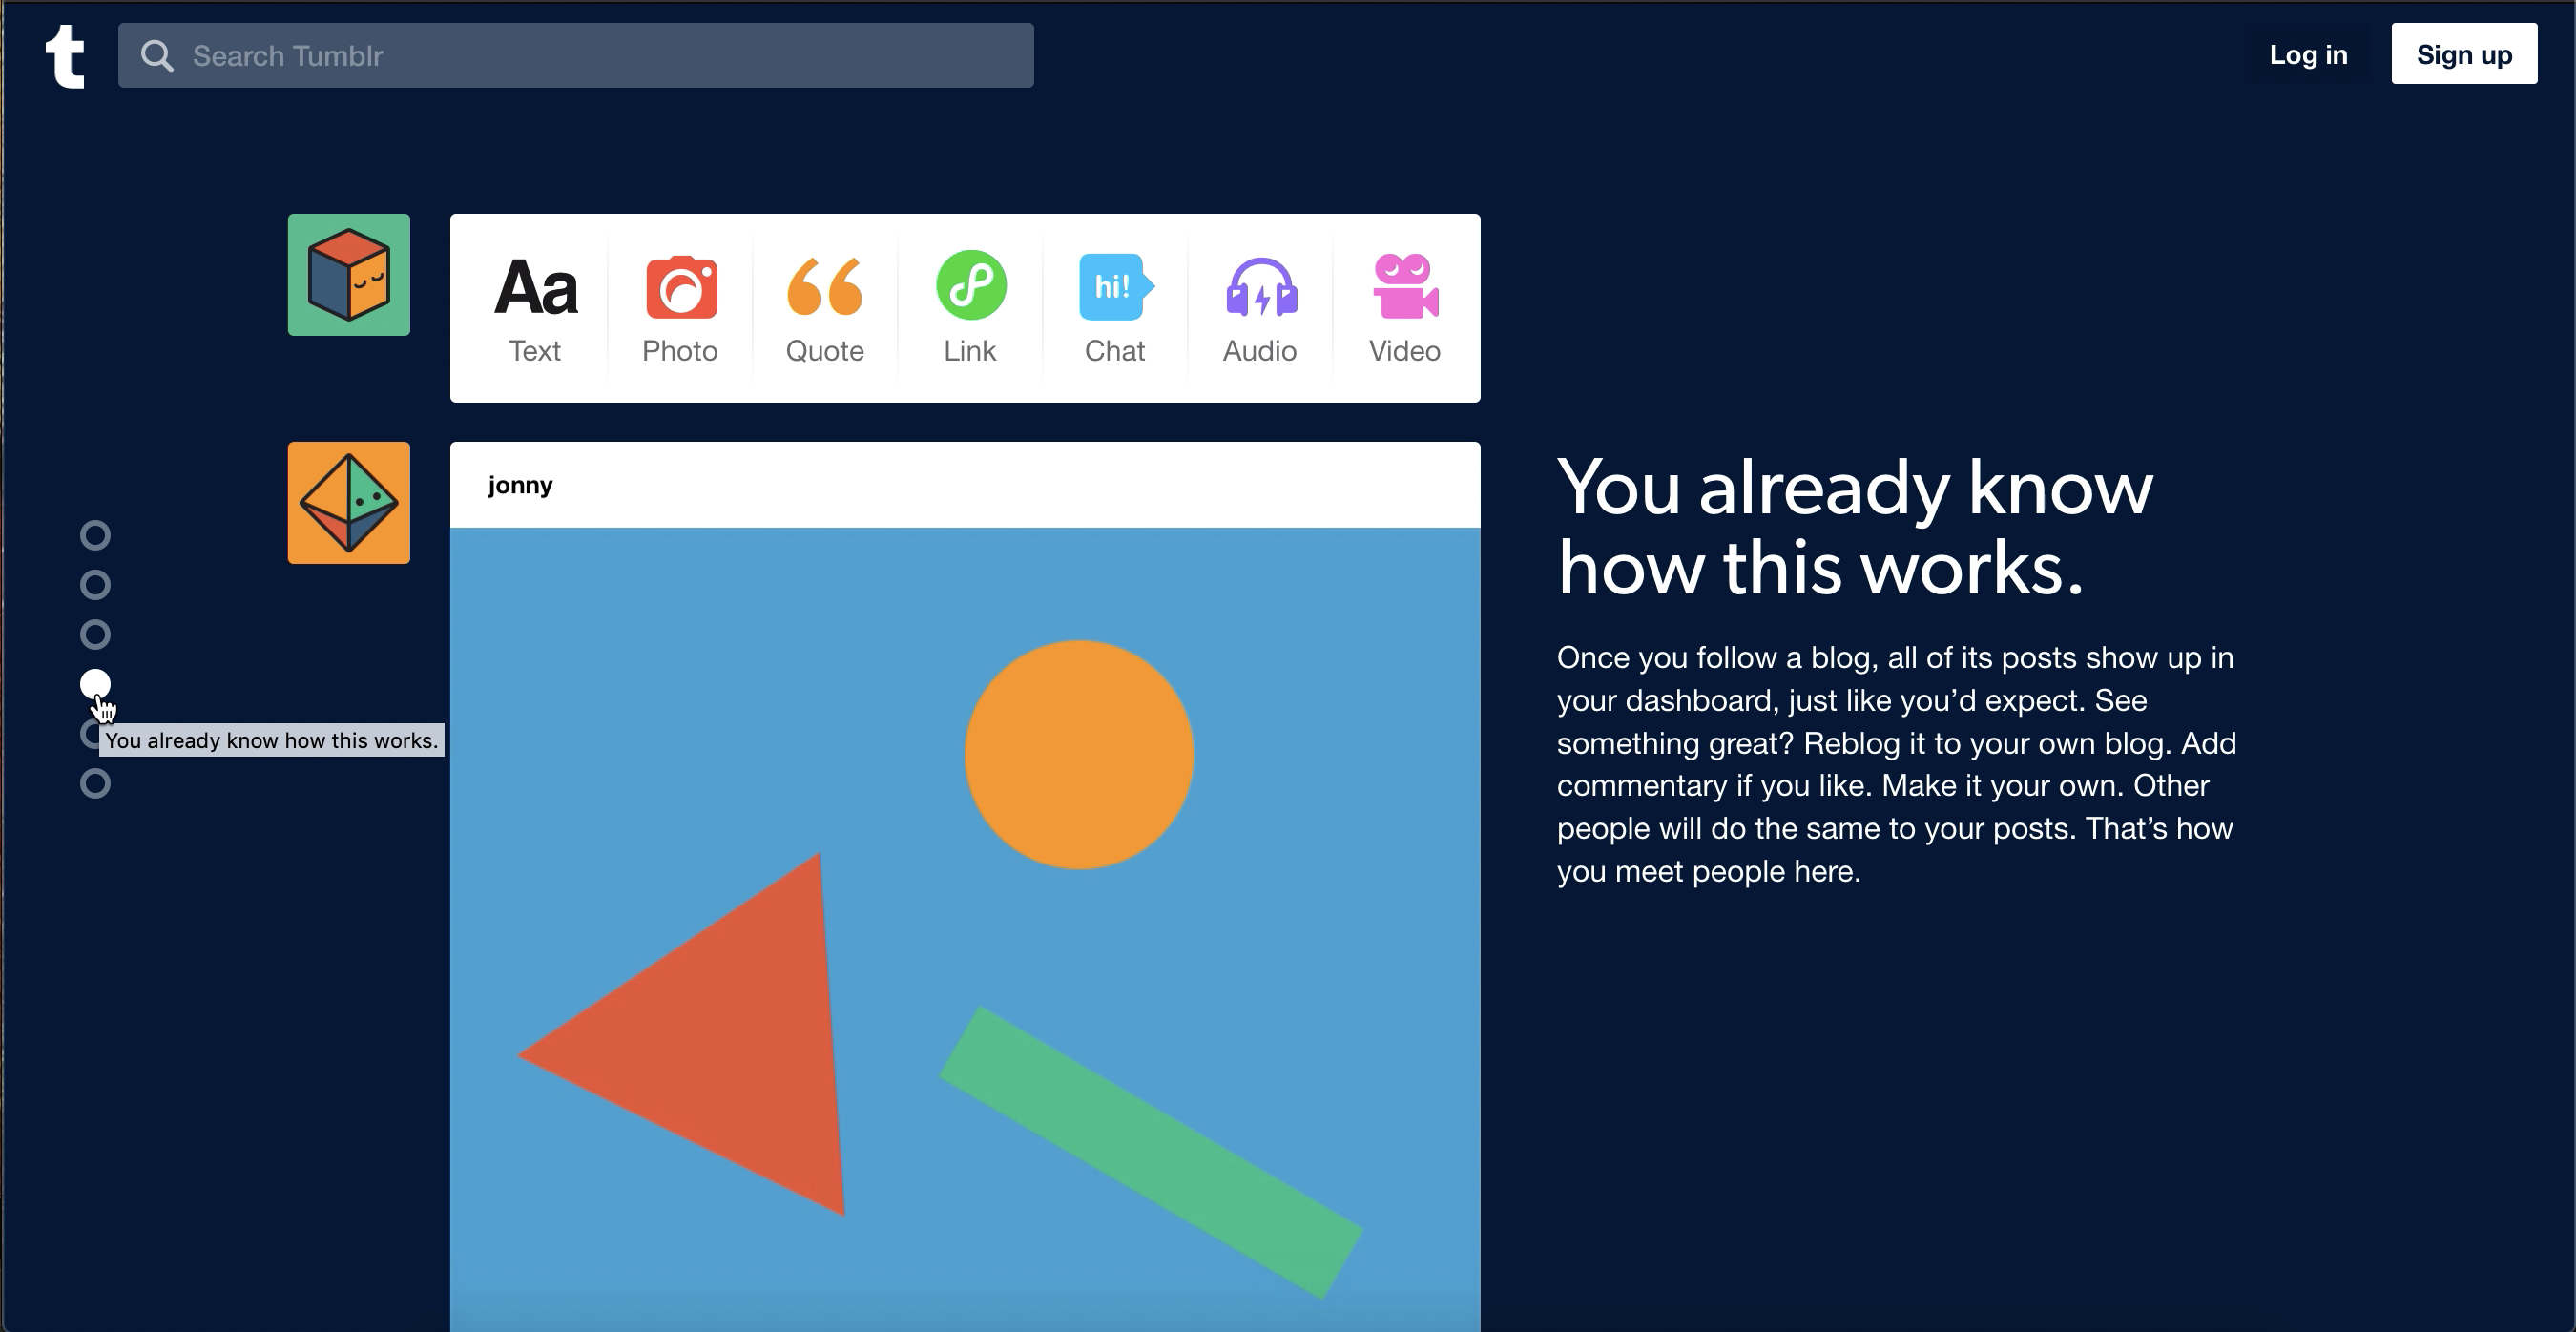 t
Search Tumblr
Log in
Sign up
Aa
hi!
Text
Photo
Quote
Link
Chat
Audio
Video
jonny
You already know how this works.
You already know
how this works.
Once you follow a blog, all of its posts show up in
your dashboard, just like you’d expect. See
something great? Reblog it to your own blog. Add
commentary if you like. Make it your own. Other
people will do the same to your posts. That’s how
you meet people here.